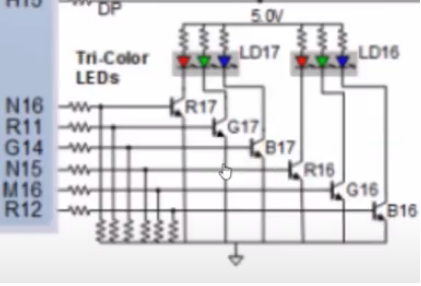 H15
DP
5.0V
Tri-Color
LEDs
LD17
LD16
N16
R17
R11
G17
G14
B17
N15
R16
M16
G16
R12
B16